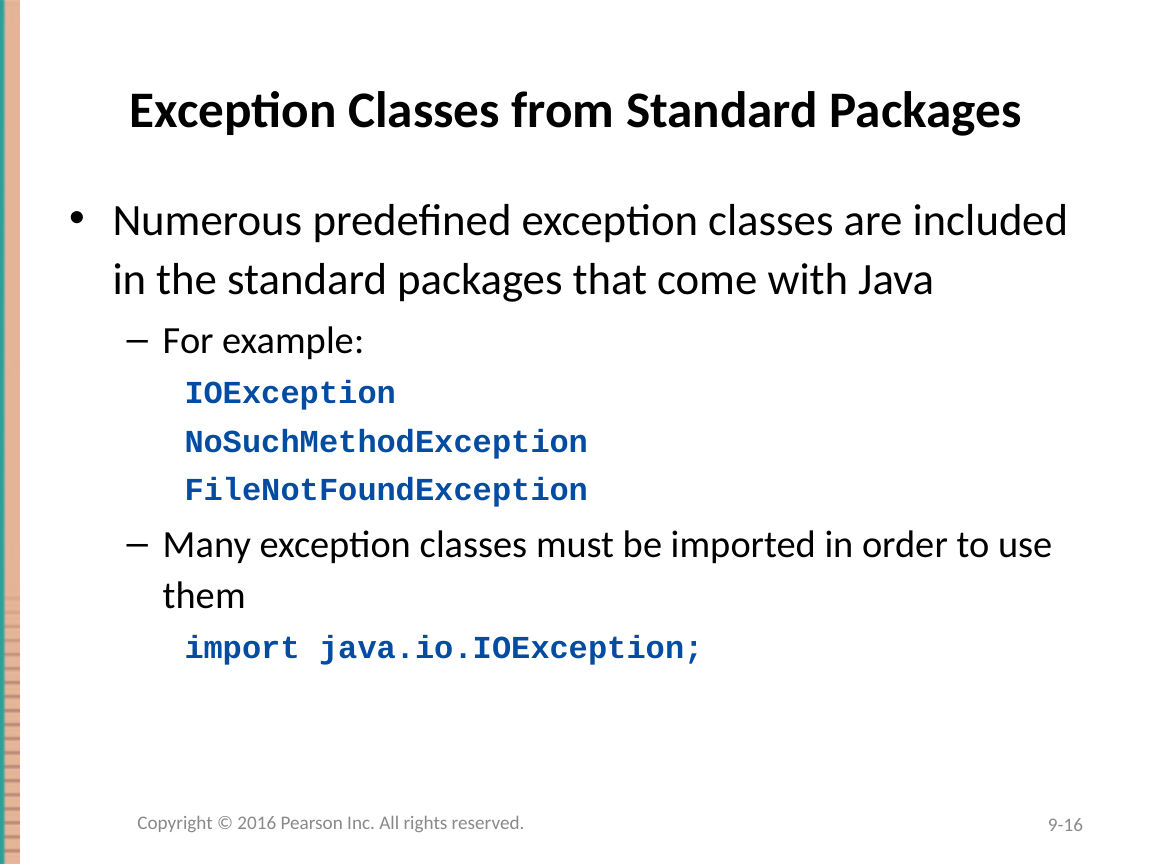 Exception Classes from Standard Packages
• Numerous predefined exception classes are included
in the standard packages that come with Java
– For example:
IOException
NoSuchMethodException
FileNotFoundException
– Many exception classes must be imported in order to use
them
import java.io.IOException;
Copyright © 2016 Pearson Inc. All rights reserved.
9-16